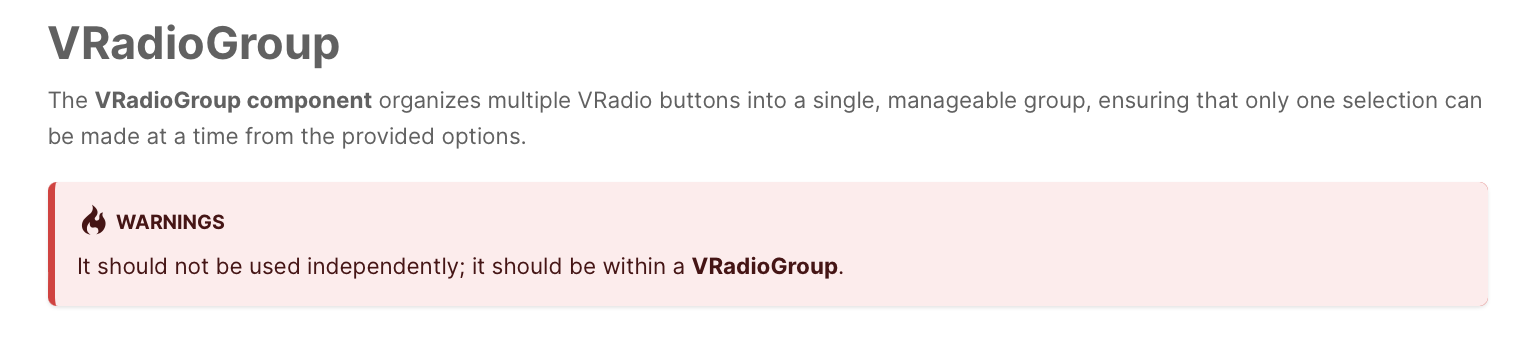 VRadioGroup
The VRadioGroup component organizes multiple VRadio buttons into a single, manageable group, ensuring that only one selection can
be made at a time from the provided options.
WARNINGS
It should not be used independently; it should be within a VRadioGroup.